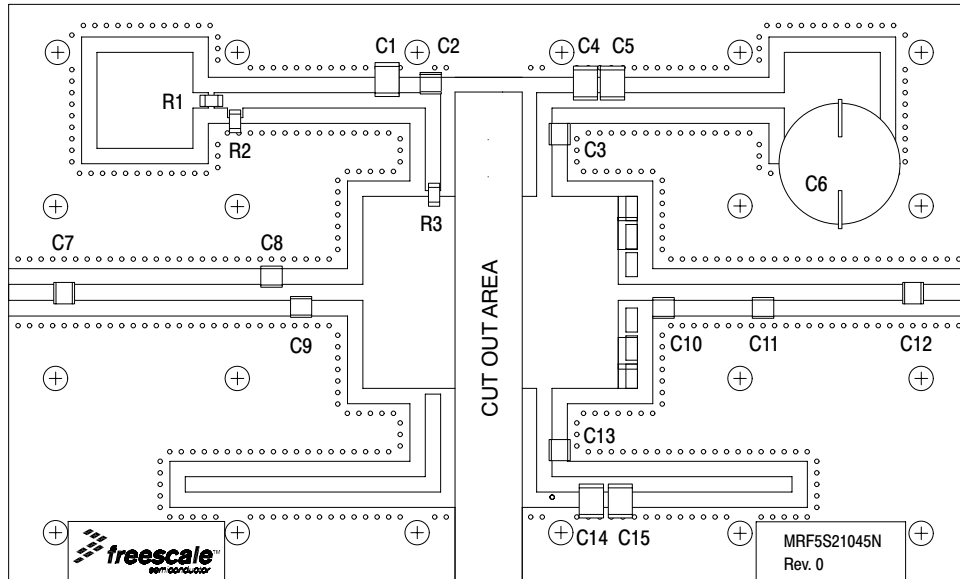 C1
C2
C4
C5
R1
R2
C3
C6
R3
C7
C8
C9
CUT OUT AREA
C10
C11
C12
C13
C14
C15
freescale™
semiconductor
MRF5S21045N
Rev. 0